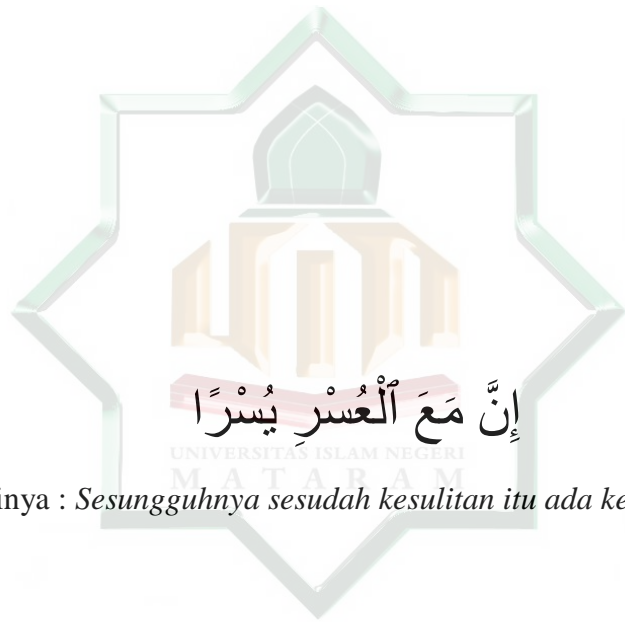 إِنَّ مَعَ ٱلْعُسْرِ يُسْرًا
UNIVERSITAS ISLAM NEGERI
MATARAM
inya : Sesungguhnya sesudah kesulitan itu ada ke